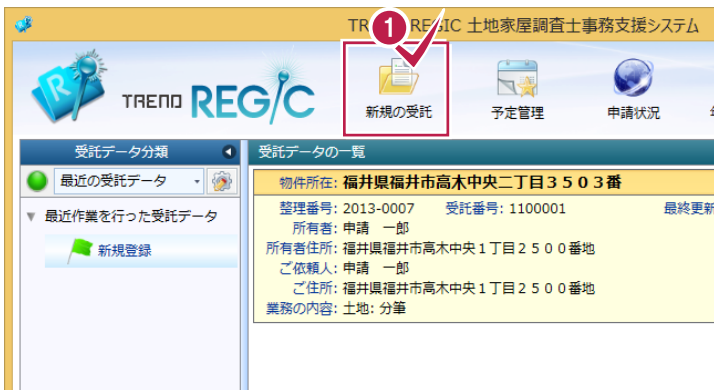 TREND REGIC 土地家屋調査士事務支援システム
1
TREND REGIC
新規の受託
予定管理
申請状況
受託データ分類
受託データの一覧
最近の受託データ
最近作業を行った受託データ
新規登録
物件所在: 福井県福井市高木中央二丁目3503番
整理番号: 2013-0007 受託番号: 1100001 最終更新
所有者: 申請 一郎
所有者住所: 福井県福井市高木中央1丁目2500番地
ご依頼人: 申請 一郎
ご住所: 福井県福井市高木中央1丁目2500番地
業務の内容: 土地: 分筆